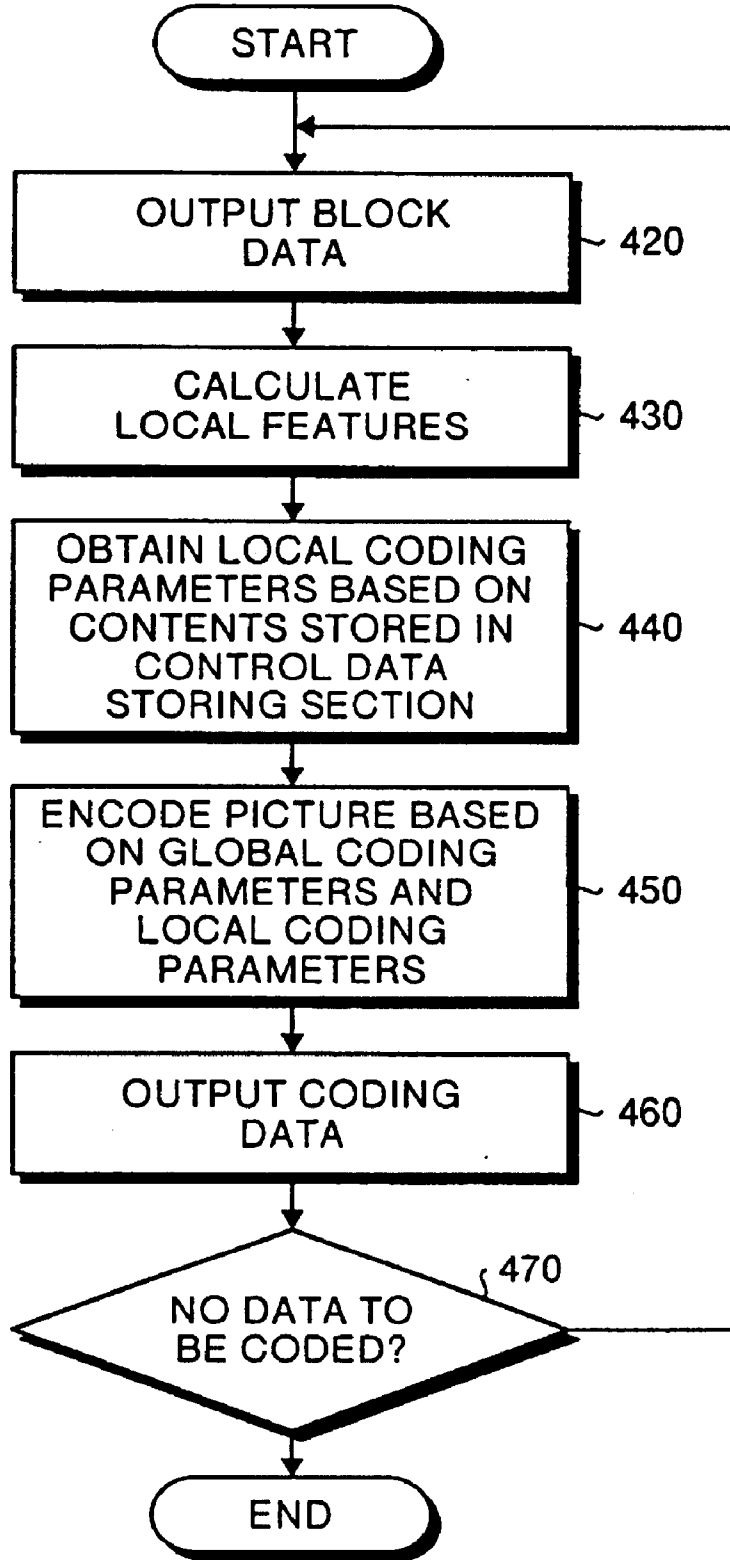 START
OUTPUT BLOCK
DATA
420
CALCULATE
LOCAL FEATURES
430
OBTAIN LOCAL CODING
PARAMETERS BASED ON
CONTENTS STORED IN
CONTROL DATA
STORING SECTION
440
ENCODE PICTURE BASED
ON GLOBAL CODING
PARAMETERS AND
LOCAL CODING
PARAMETERS
450
OUTPUT CODING
DATA
460
470
NO DATA TO
BE CODED?
END